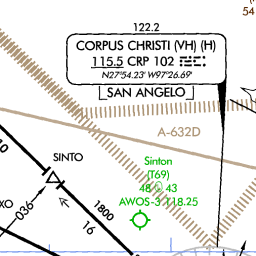 54
122.2
CORPUS CHRISTI (VH) (H)
115.5 CRP 102
N27°54.23' W97°26.69'
SAN ANGELO
A-632D
SINTO
Sinton
(T69)
48 43
AWOS-3 118.25
036
1800
16
XO